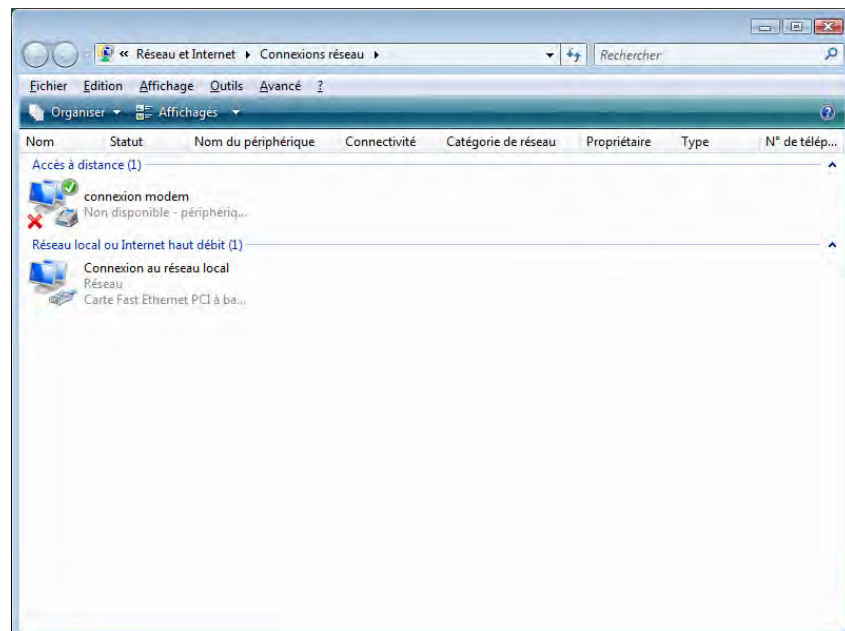 « Réseau et Internet Connexions réseau Rechercher
Fichier Edition Affichage Outils Avancé ?
Organiser Affichages ?
Nom Statut Nom du périphérique Connectivité Catégorie de réseau Propriétaire Type N° de télép...
Accès à distance (1)
connexion modem
Non disponible - périphériq...
Réseau local ou Internet haut débit (1)
Connexion au réseau local
Réseau
Carte Fast Ethernet PCI à ba...